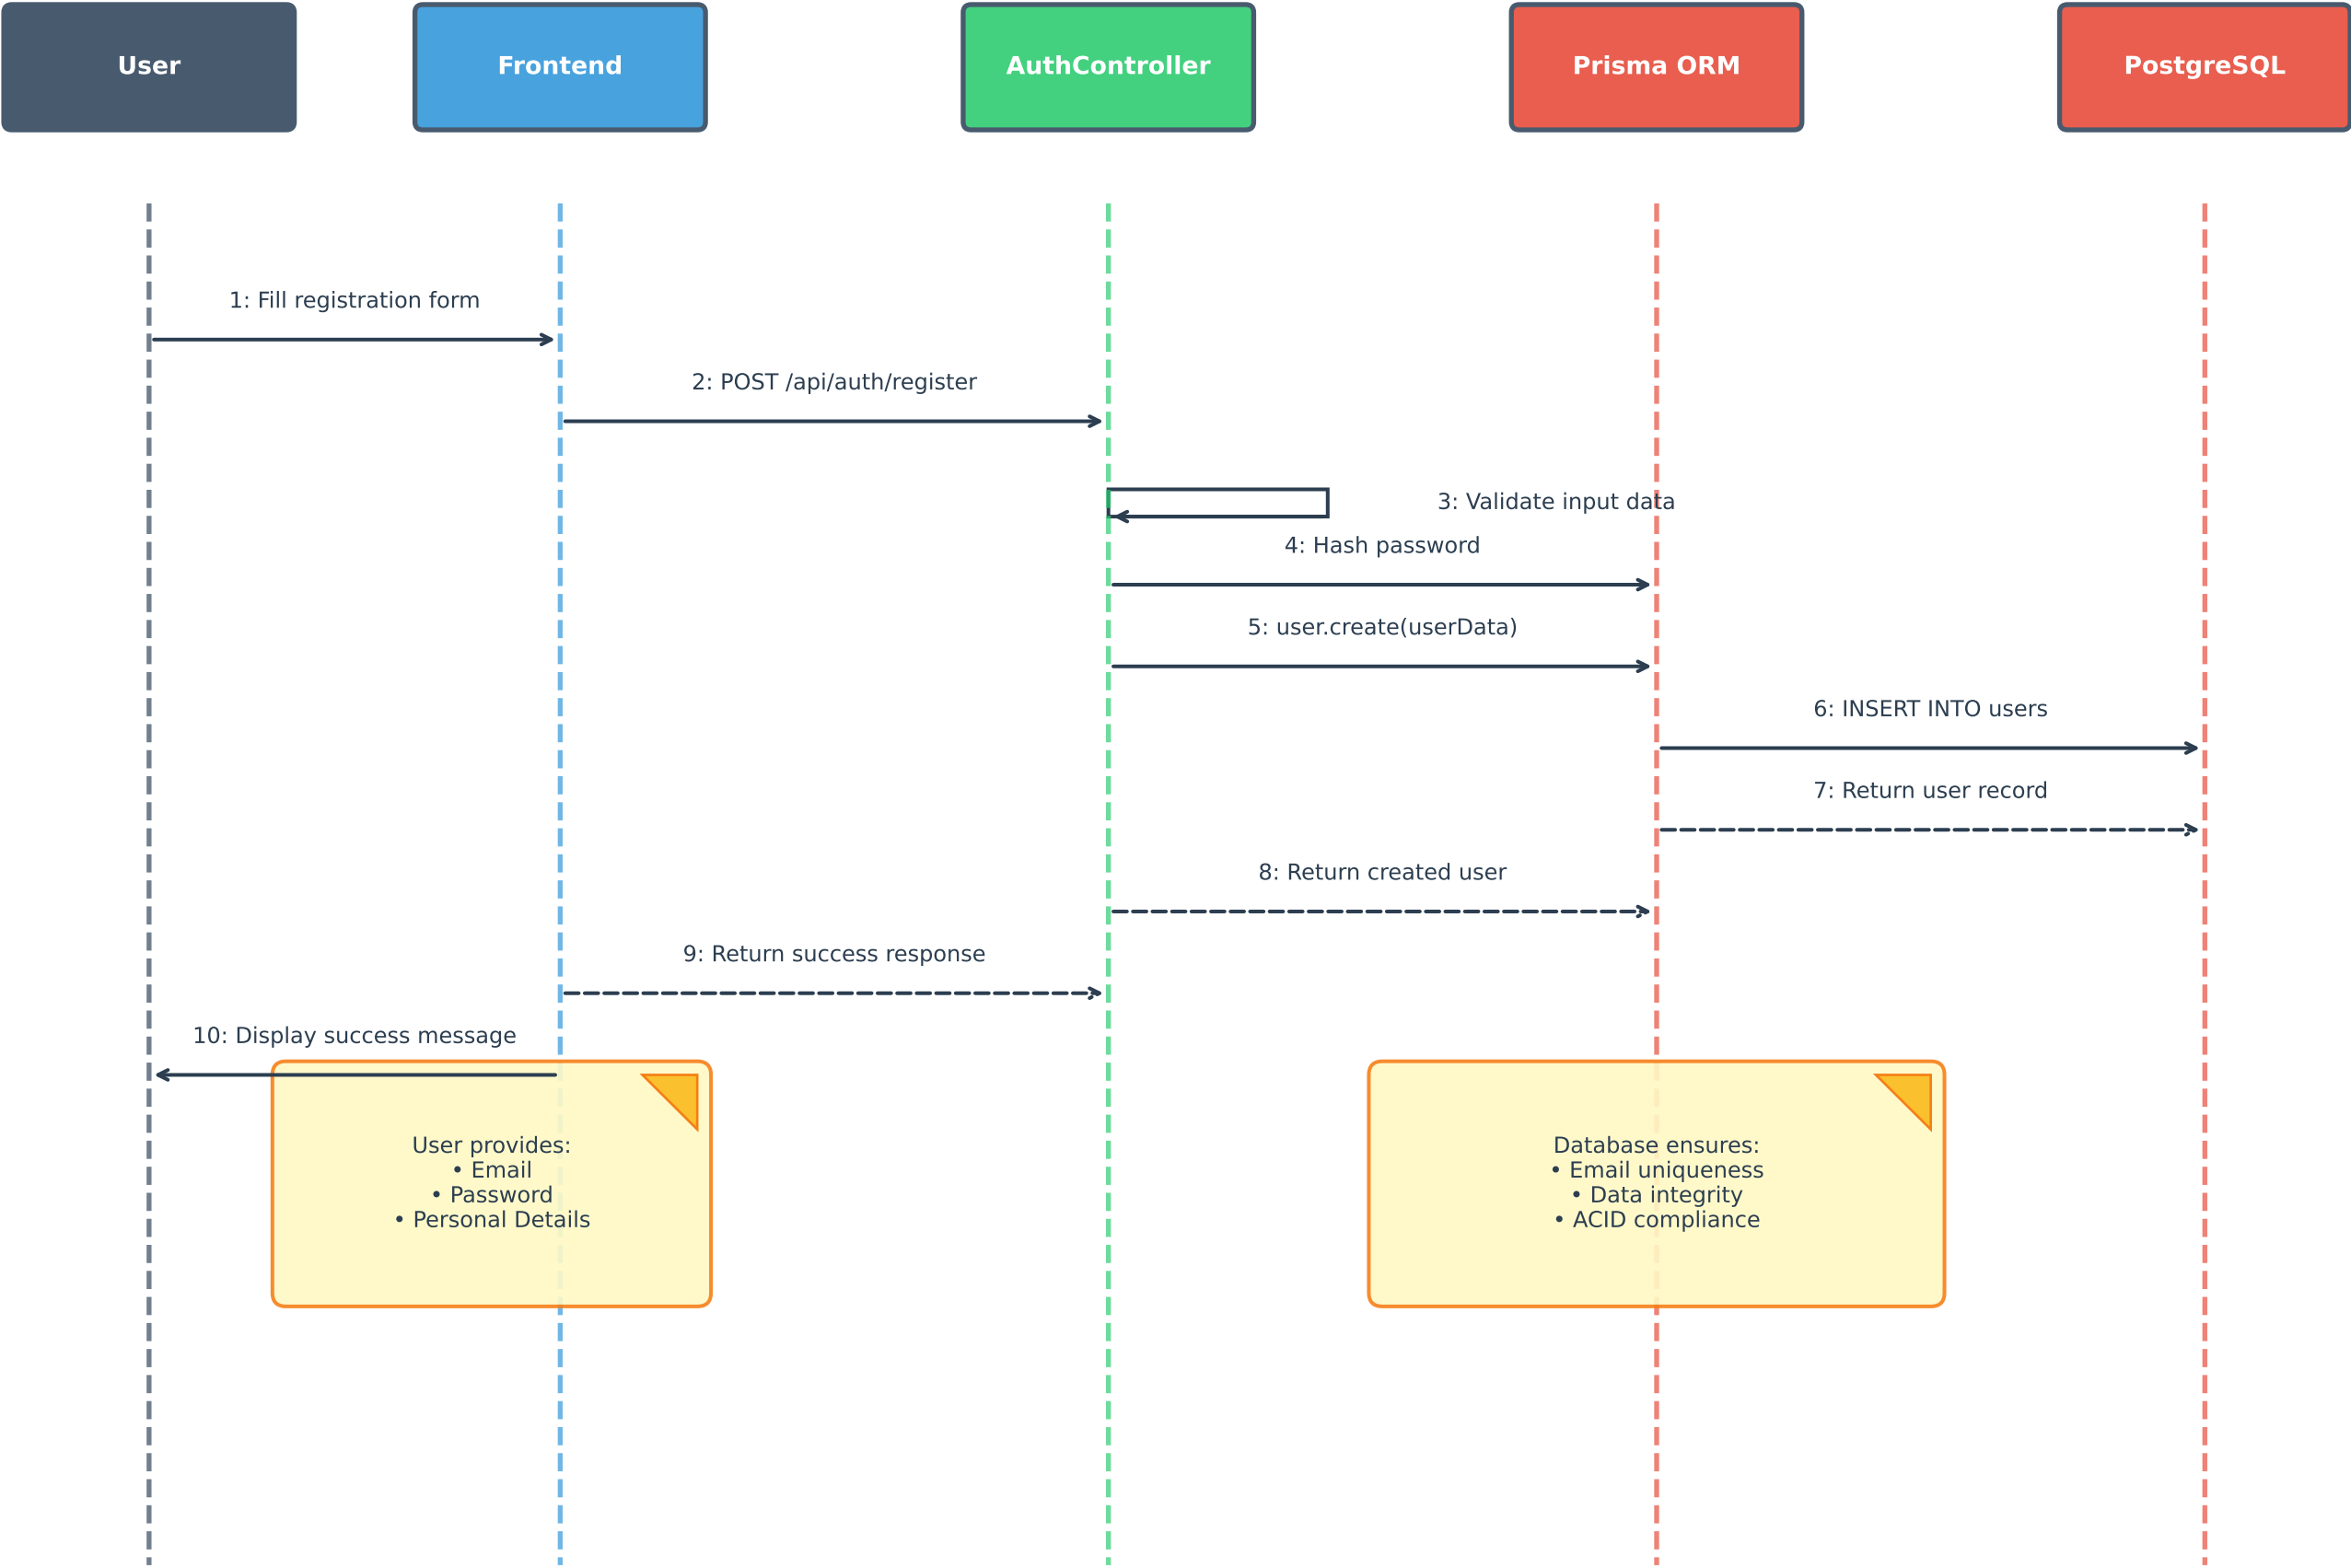 User
Frontend
AuthController
Prisma ORM
PostgreSQL
1: Fill registration form
2: POST /api/auth/register
3: Validate input data
4: Hash password
5: user.create(userData)
6: INSERT INTO users
7: Return user record
8: Return created user
9: Return success response
10: Display success message
User provides:
• Email
• Password
• Personal Details
Database ensures:
• Email uniqueness
• Data integrity
• ACID compliance